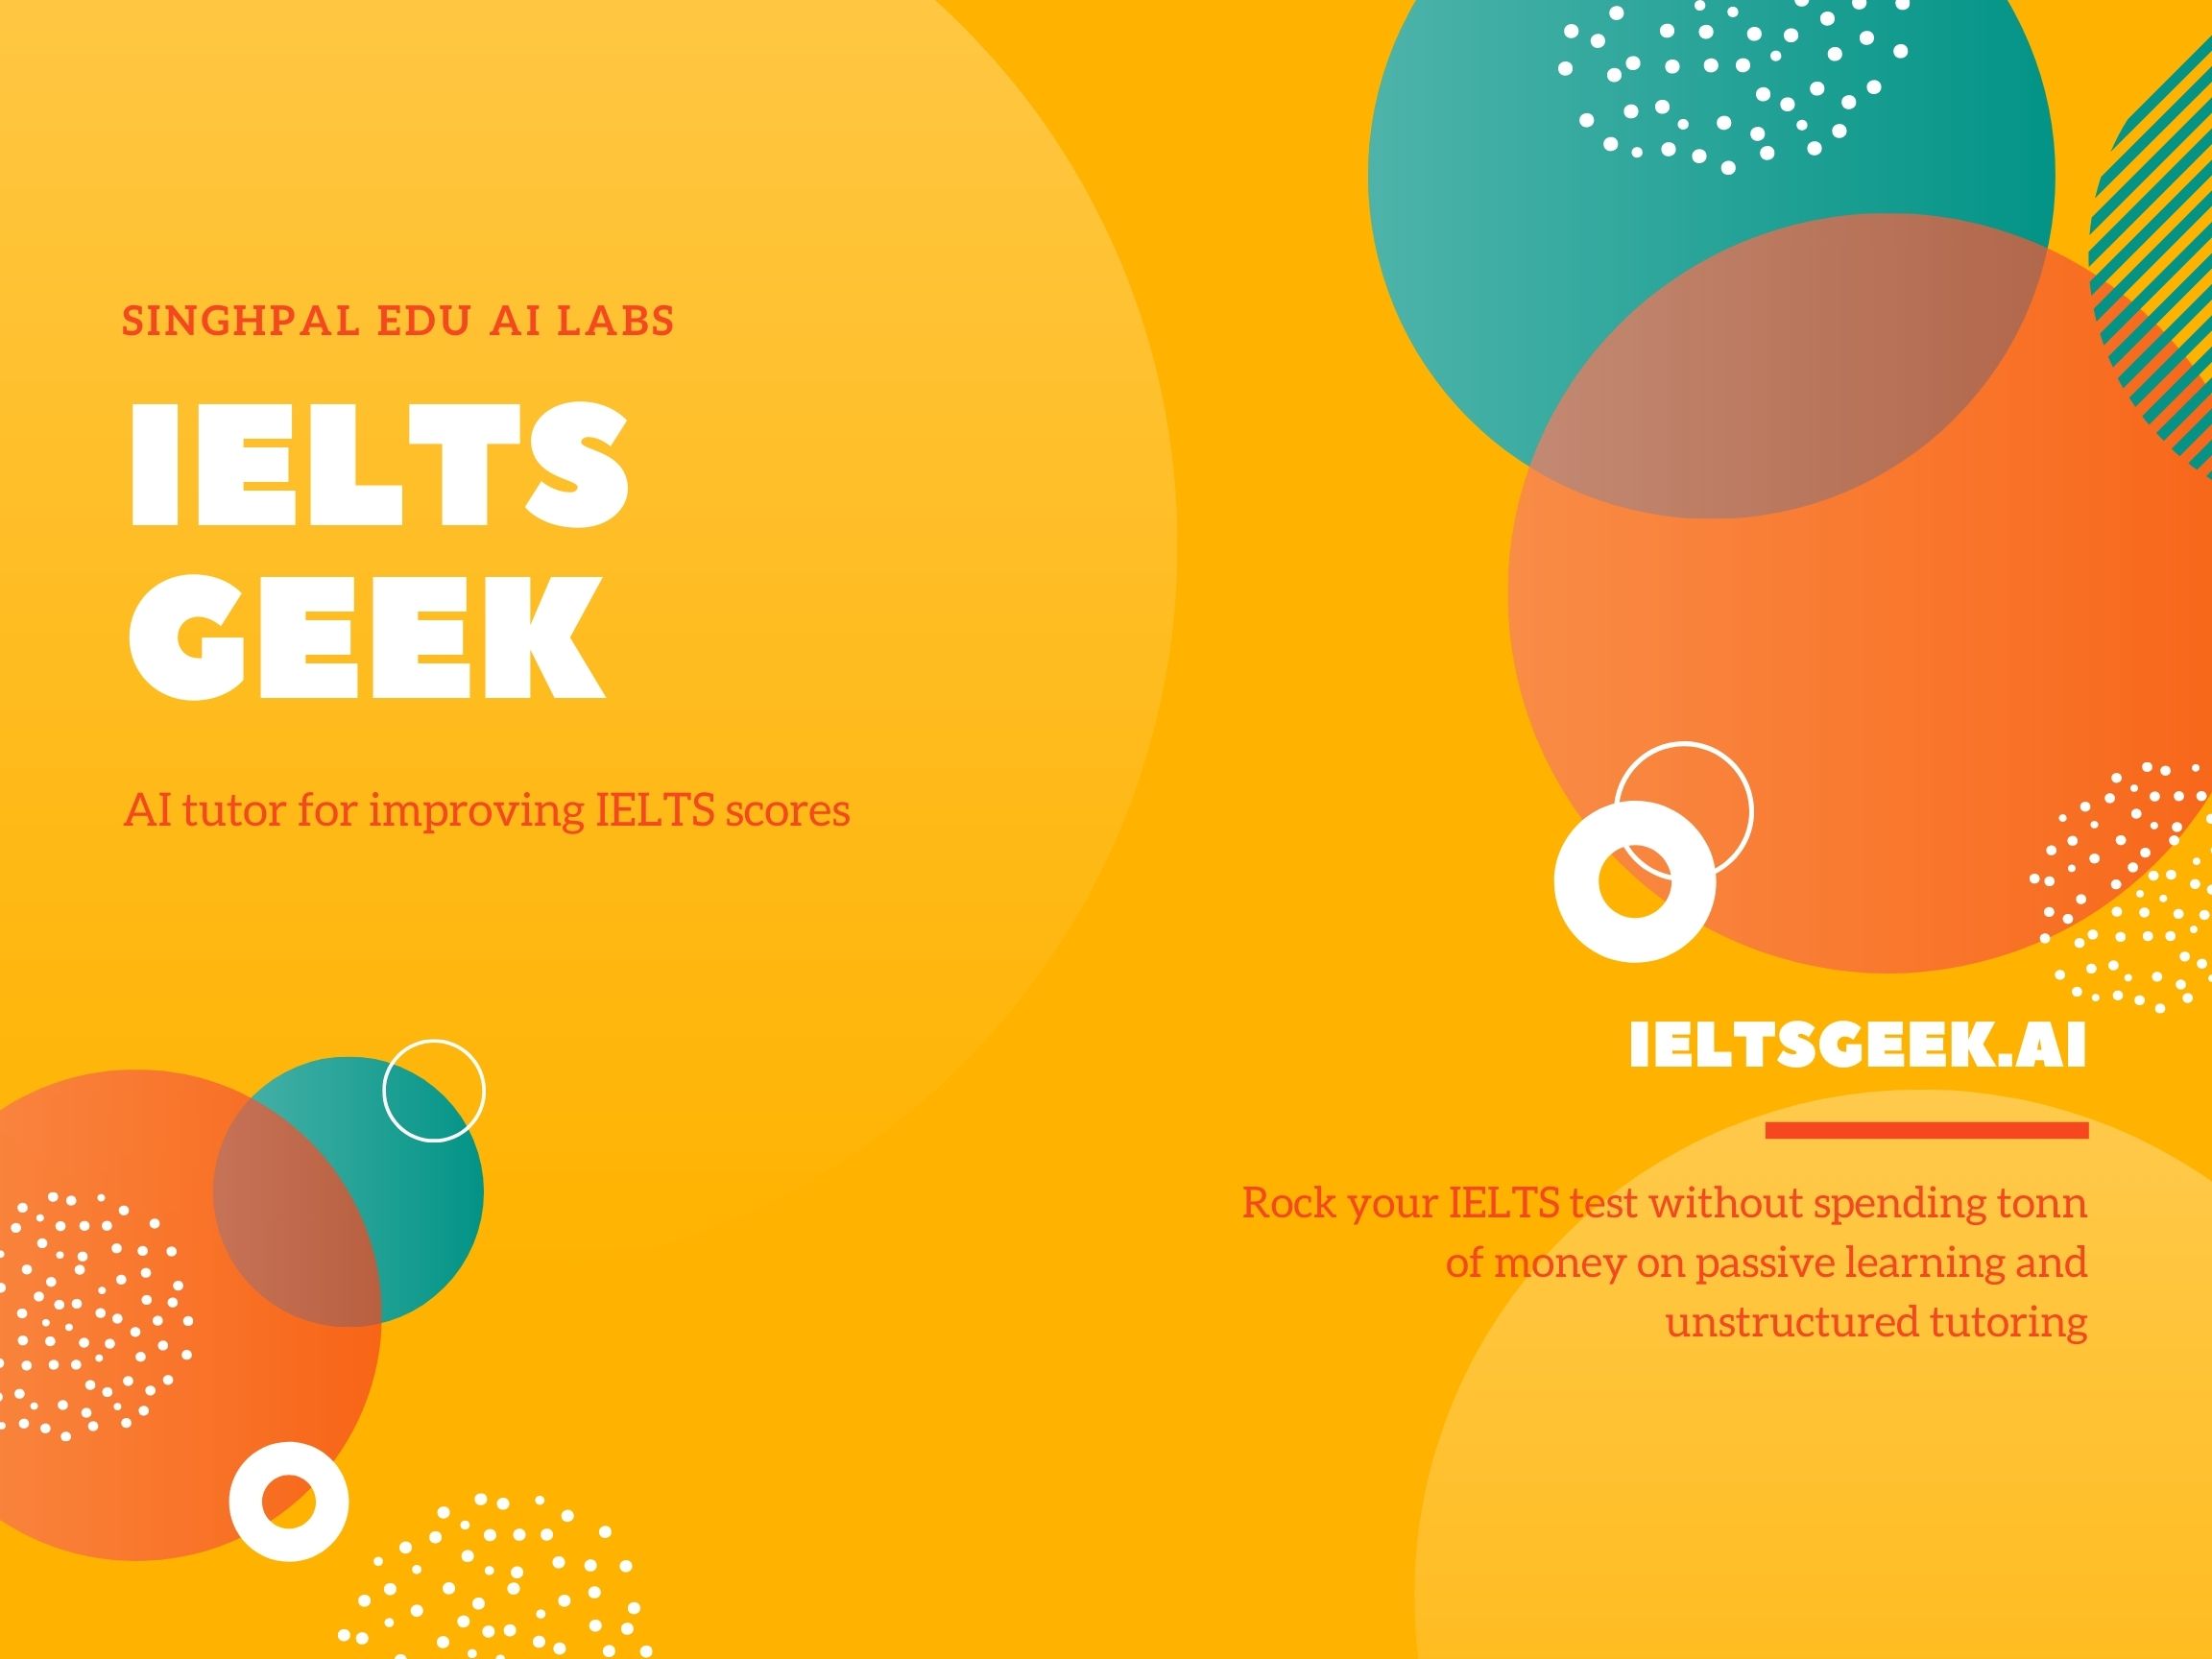 SINGHPAL EDU AI LABS
IELTS
GEEK
AI tutor for improving IELTS scores
IELTSGEEK.AI
Rock your IELTS test without spending tonn
of money on passive learning and
unstructured tutoring